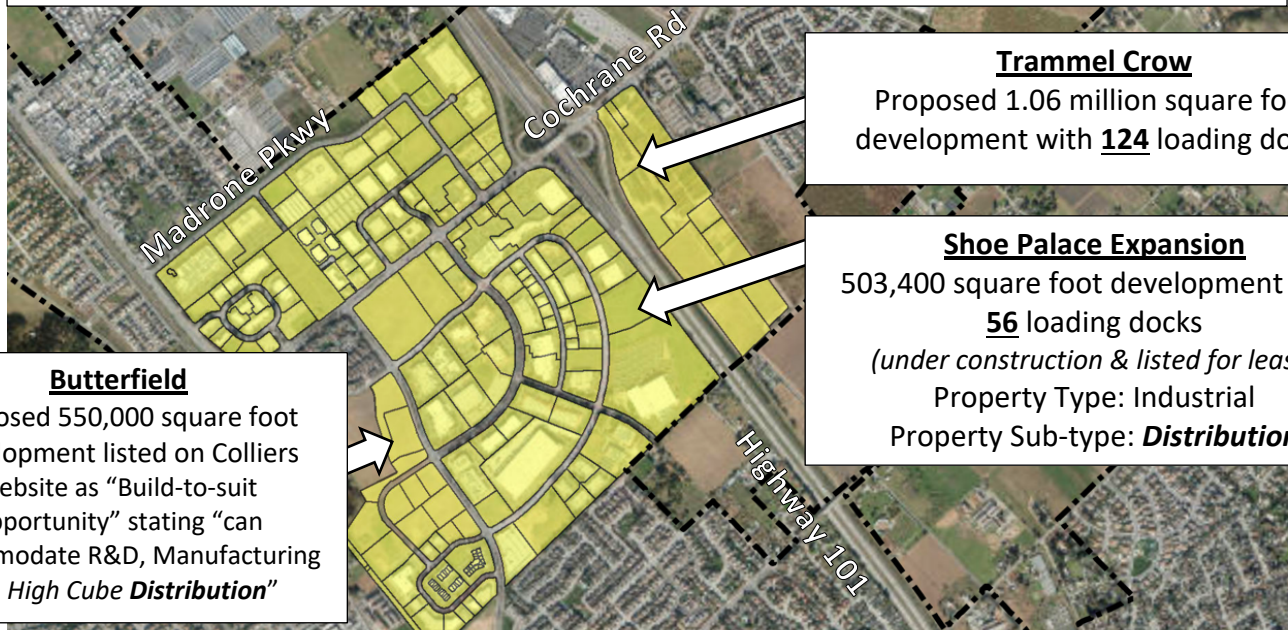 Trammel Crow
Proposed 1.06 million square fo
development with 124 loading do
Cochrane Rd
Madrone Pkwy
Shoe Palace Expansion
503,400 square foot development
56 loading docks
(under construction & listed for leas
Property Type: Industrial
Property Sub-type: Distribution
Butterfield
osed 550,000 square foot
opment listed on Colliers
ebsite as “Build-to-suit
pportunity” stating “can
modate R&D, Manufacturing
High Cube Distribution”
Highway 101